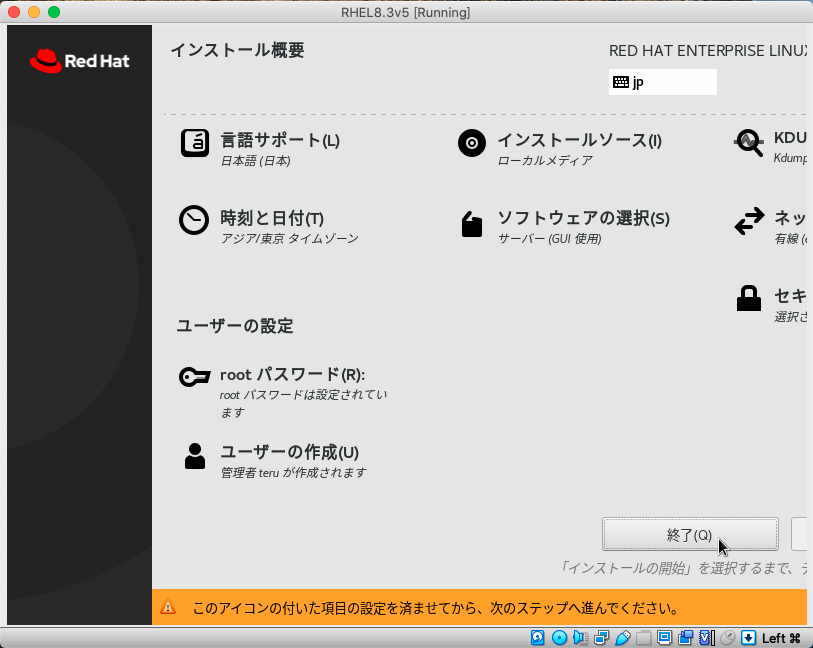 RHEL8.3v5 [Running]
Red Hat
インストール概要
RED HAT ENTERPRISE LINUX
jp
言語サポート(L)
日本語 (日本)
インストールソース(I)
ローカルメディア
KDU
Kdump
時刻と日付(T)
アジア/東京 タイムゾーン
ソフトウェアの選択(S)
サーバー (GUI 使用)
ネッ
有線 (e
セキ
選択さ
ユーザーの設定
root パスワード(R):
root パスワードは設定されてい
ます
ユーザーの作成(U)
管理者 teru が作成されます
終了(Q)
「インストールの開始」を選択するまで、デ
このアイコンの付いた項目の設定を済ませてから、次のステップへ進んでください。
Left ⌘